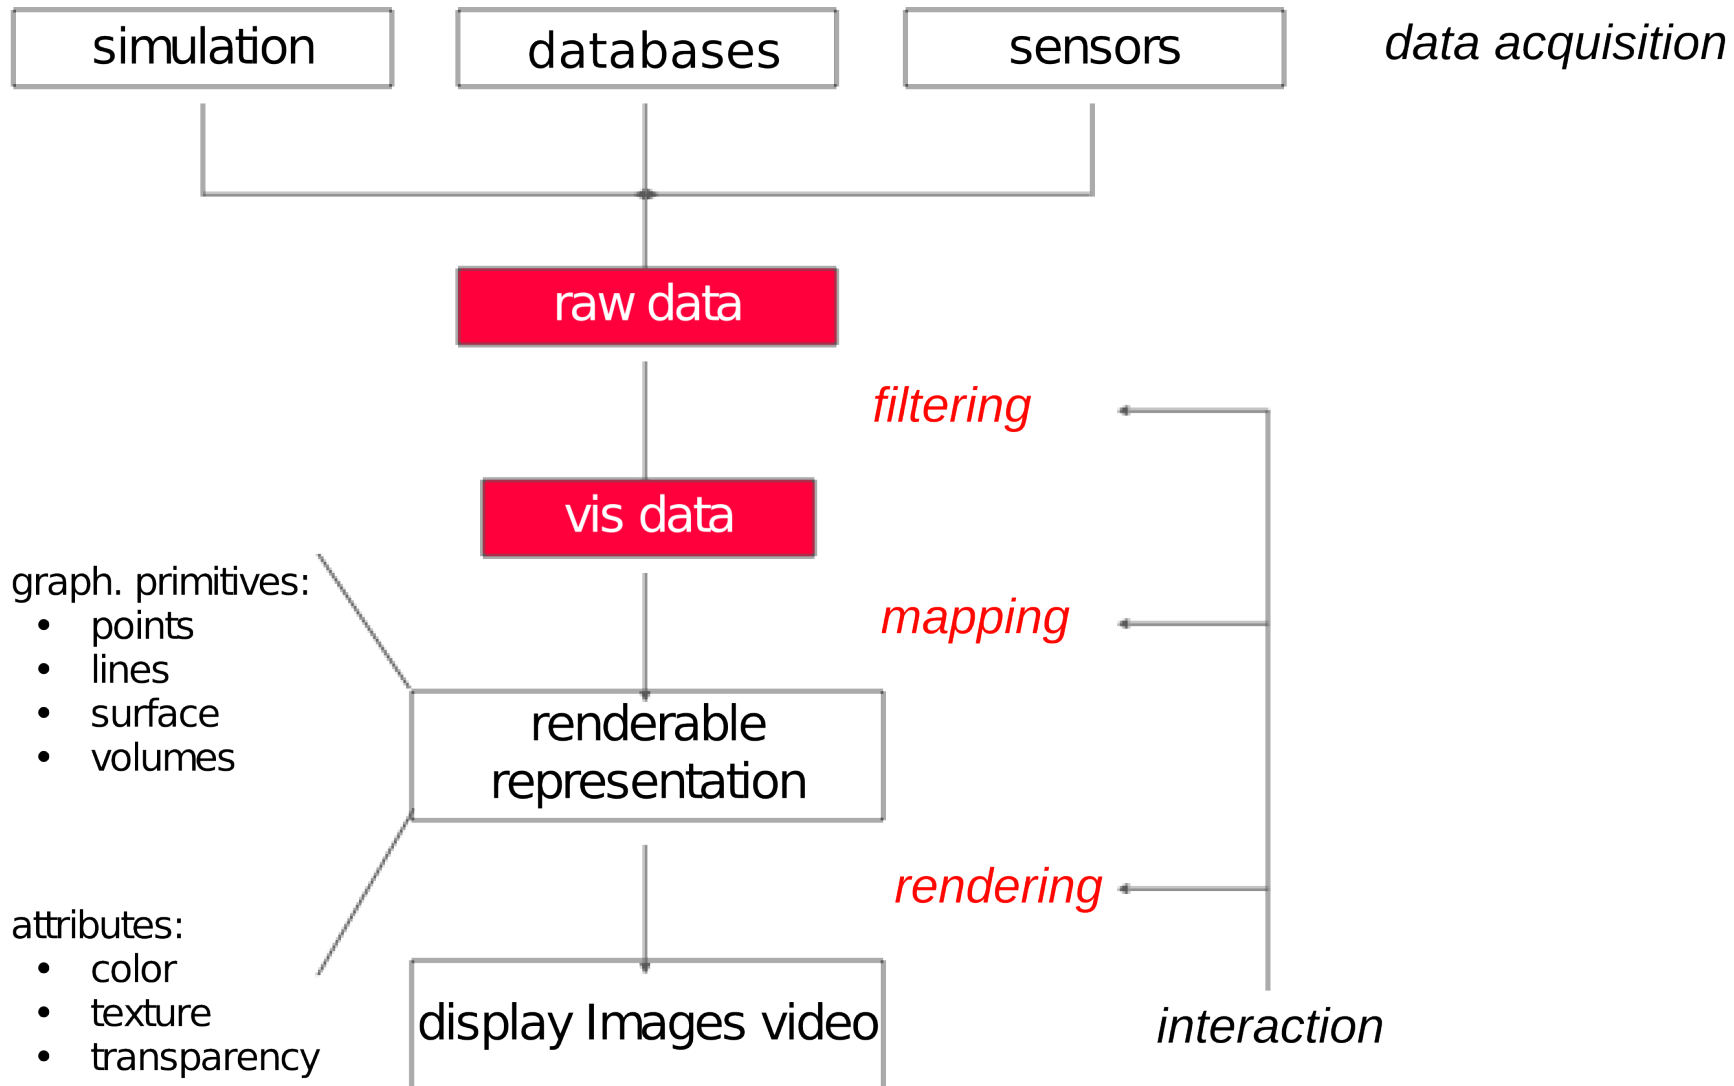 simulation
databases
sensors
data acquisition
raw data
filtering
vis data
graph. primitives:
• points
• lines
• surface
• volumes
mapping
renderable
representation
rendering
attributes:
• color
• texture
• transparency
display Images video
interaction